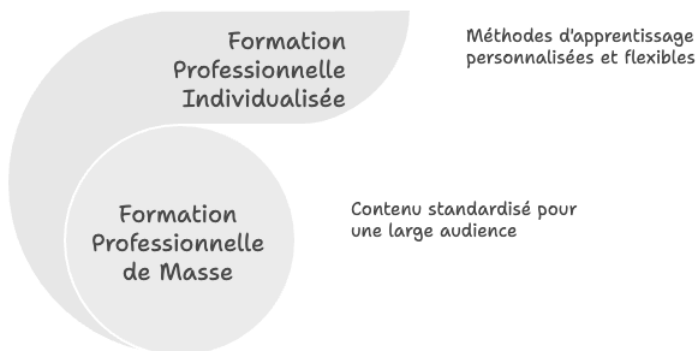 Formation
Professionnelle
Individualisée
Méthodes d'apprentissage
personnalisées et flexibles
Formation
Professionnelle
de Masse
Contenu standardisé pour
une large audience